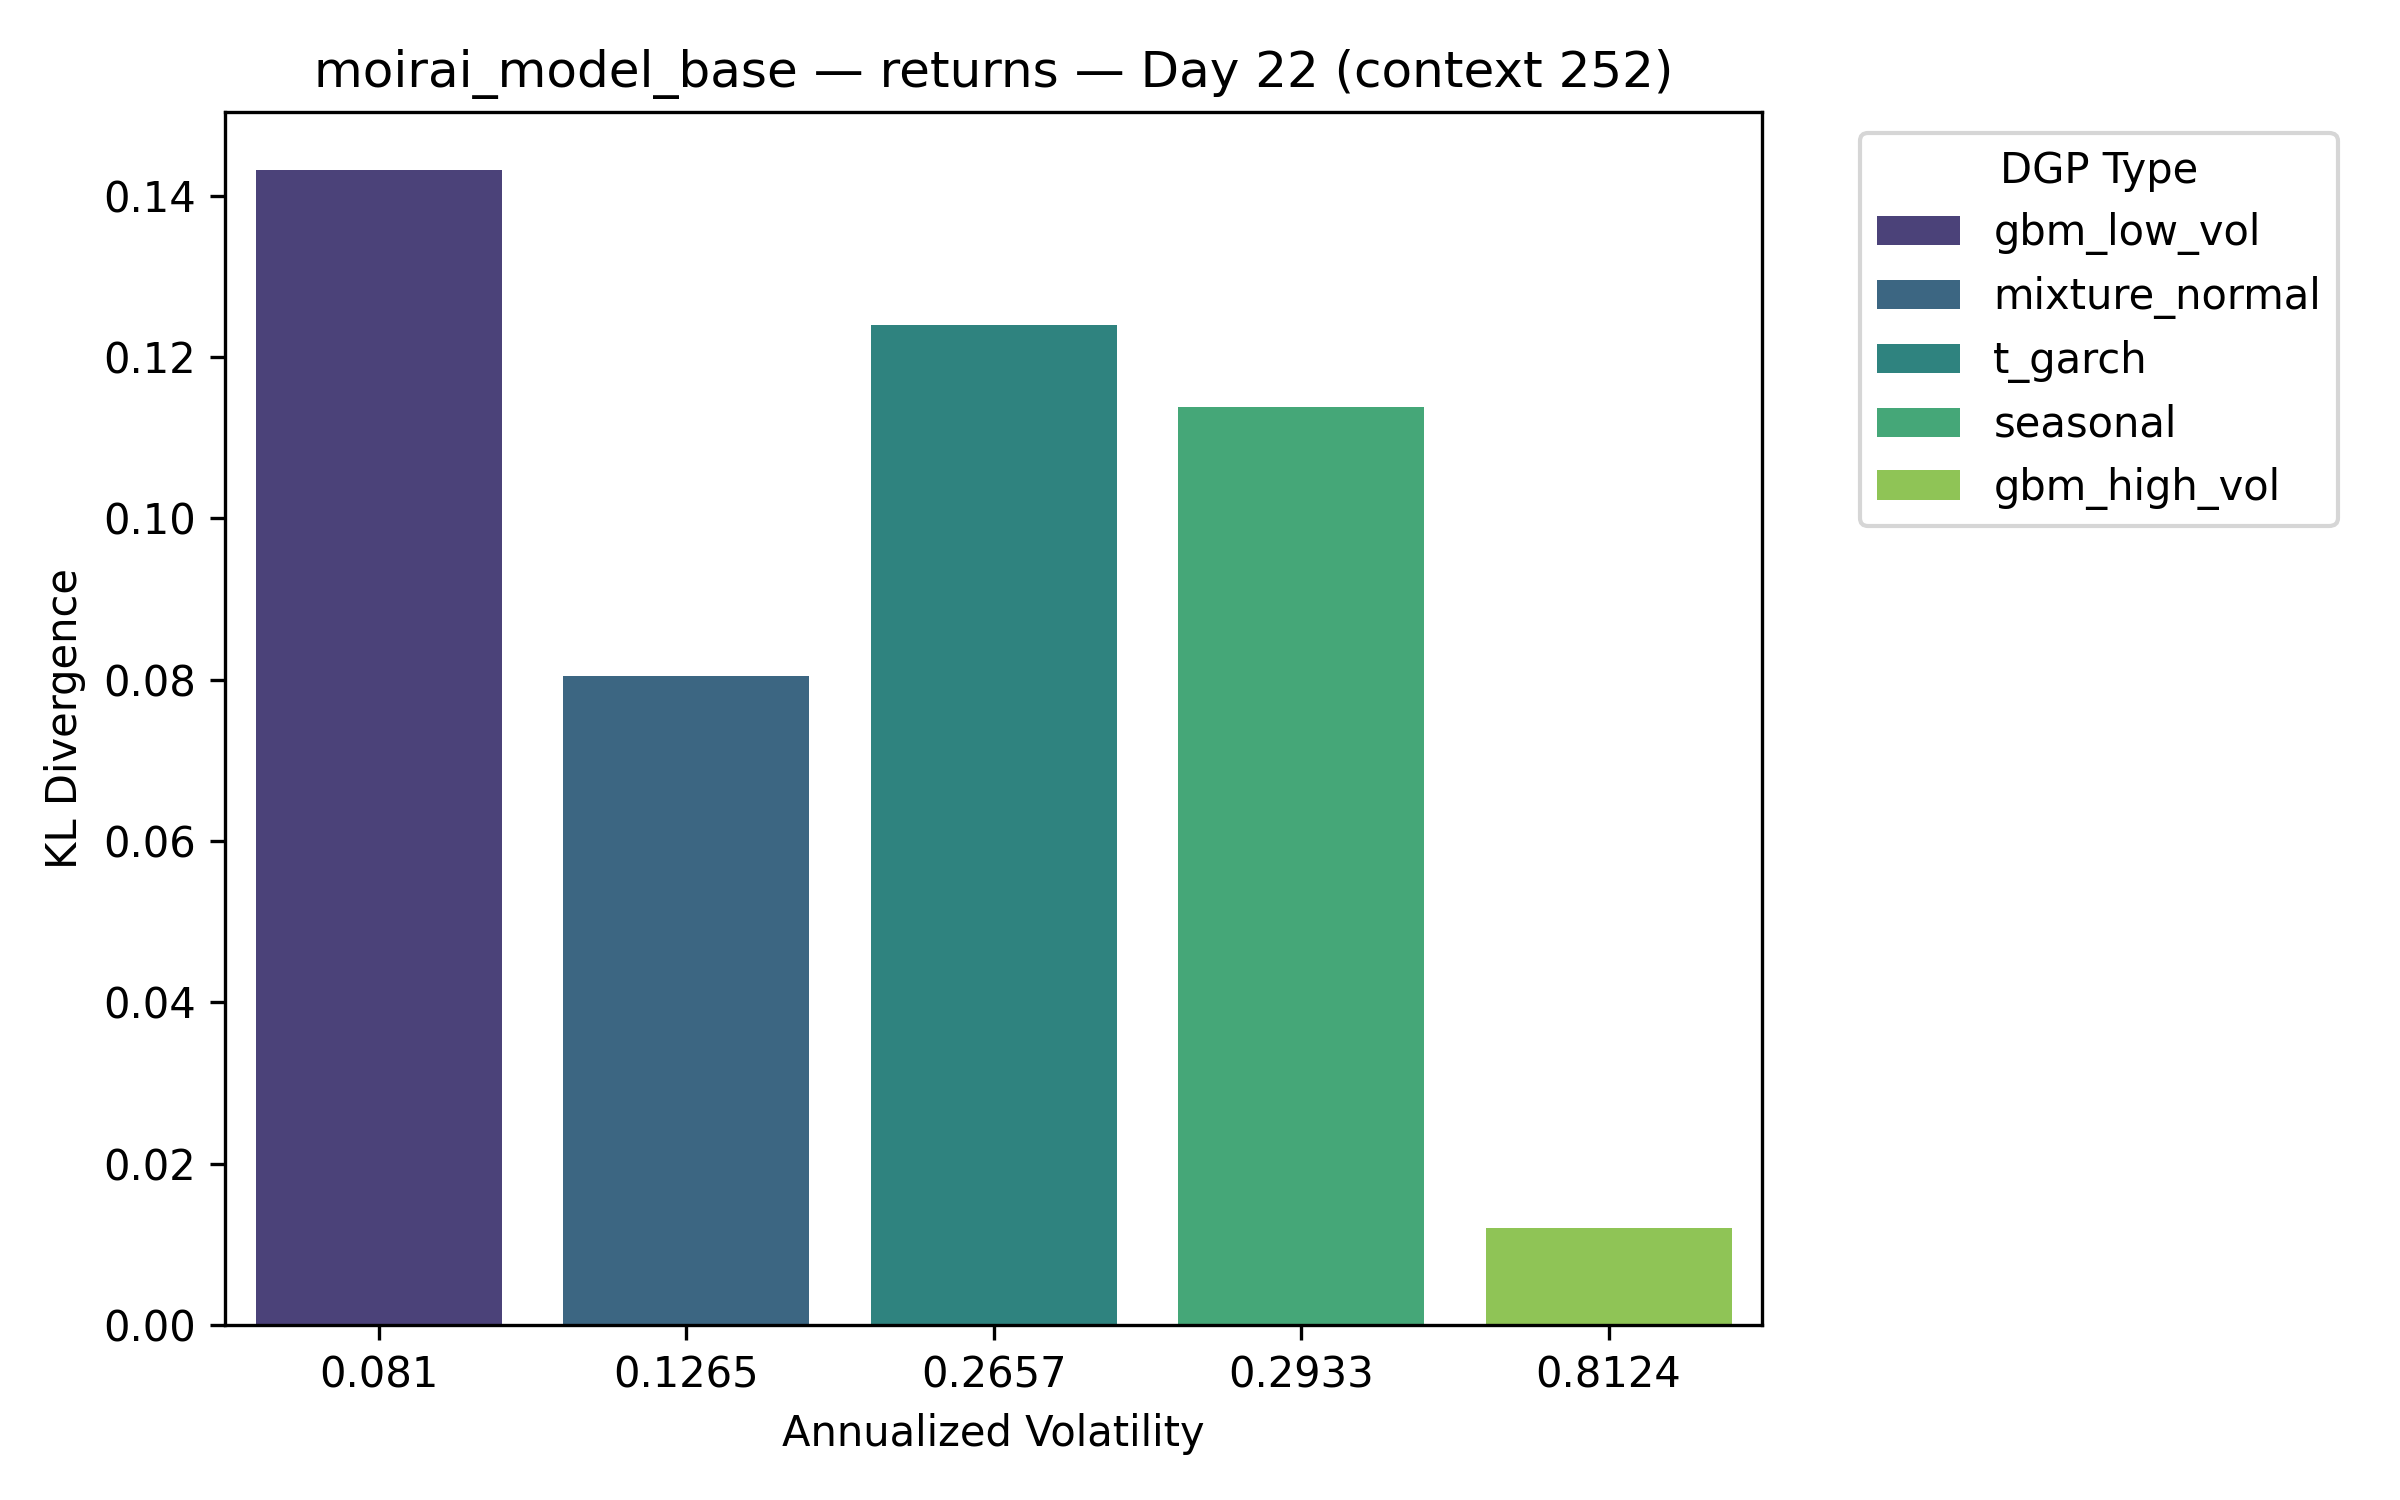 moirai_model_base — returns — Day 22 (context 252)
DGP Type
gbm_low_vol
mixture_normal
t_garch
seasonal
gbm_high_vol
KL Divergence
0.14
0.12
0.10
0.08
0.06
0.04
0.02
0.00
0.081 0.1265 0.2657 0.2933 0.8124
Annualized Volatility